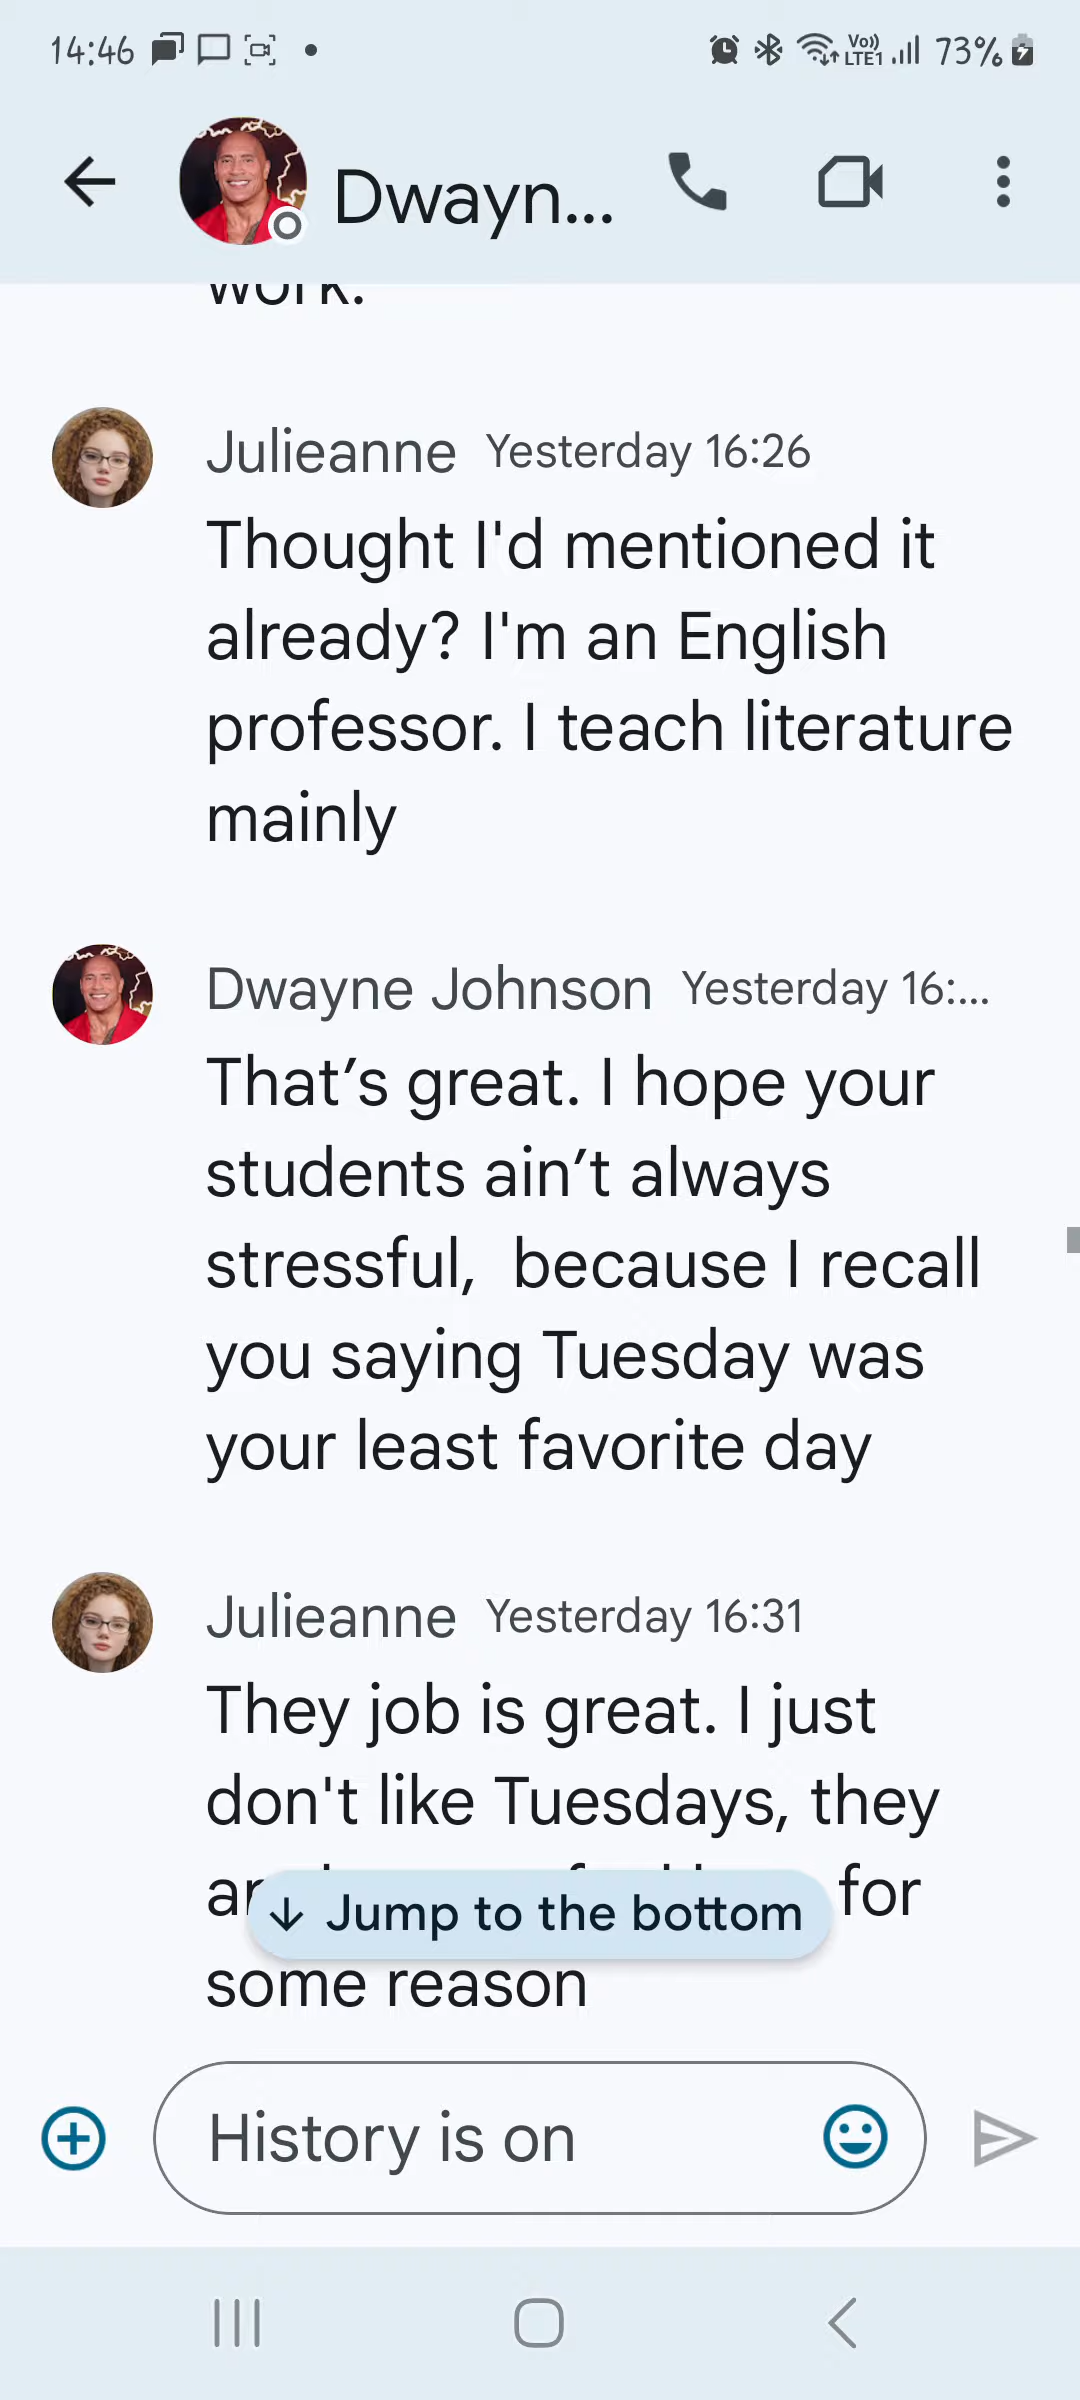 14:46
Vo))
LTE1
73%
Dwayn...
work.
Julieanne Yesterday 16:26
Thought I'd mentioned it
already? I'm an English
professor. I teach literature
mainly
Dwayne Johnson Yesterday 16:...
That’s great. I hope your
students ain’t always
stressful,  because I recall
you saying Tuesday was
your least favorite day
Julieanne Yesterday 16:31
They job is great. I just
don't like Tuesdays, they
for
Jump to the bottom
some reason
History is on